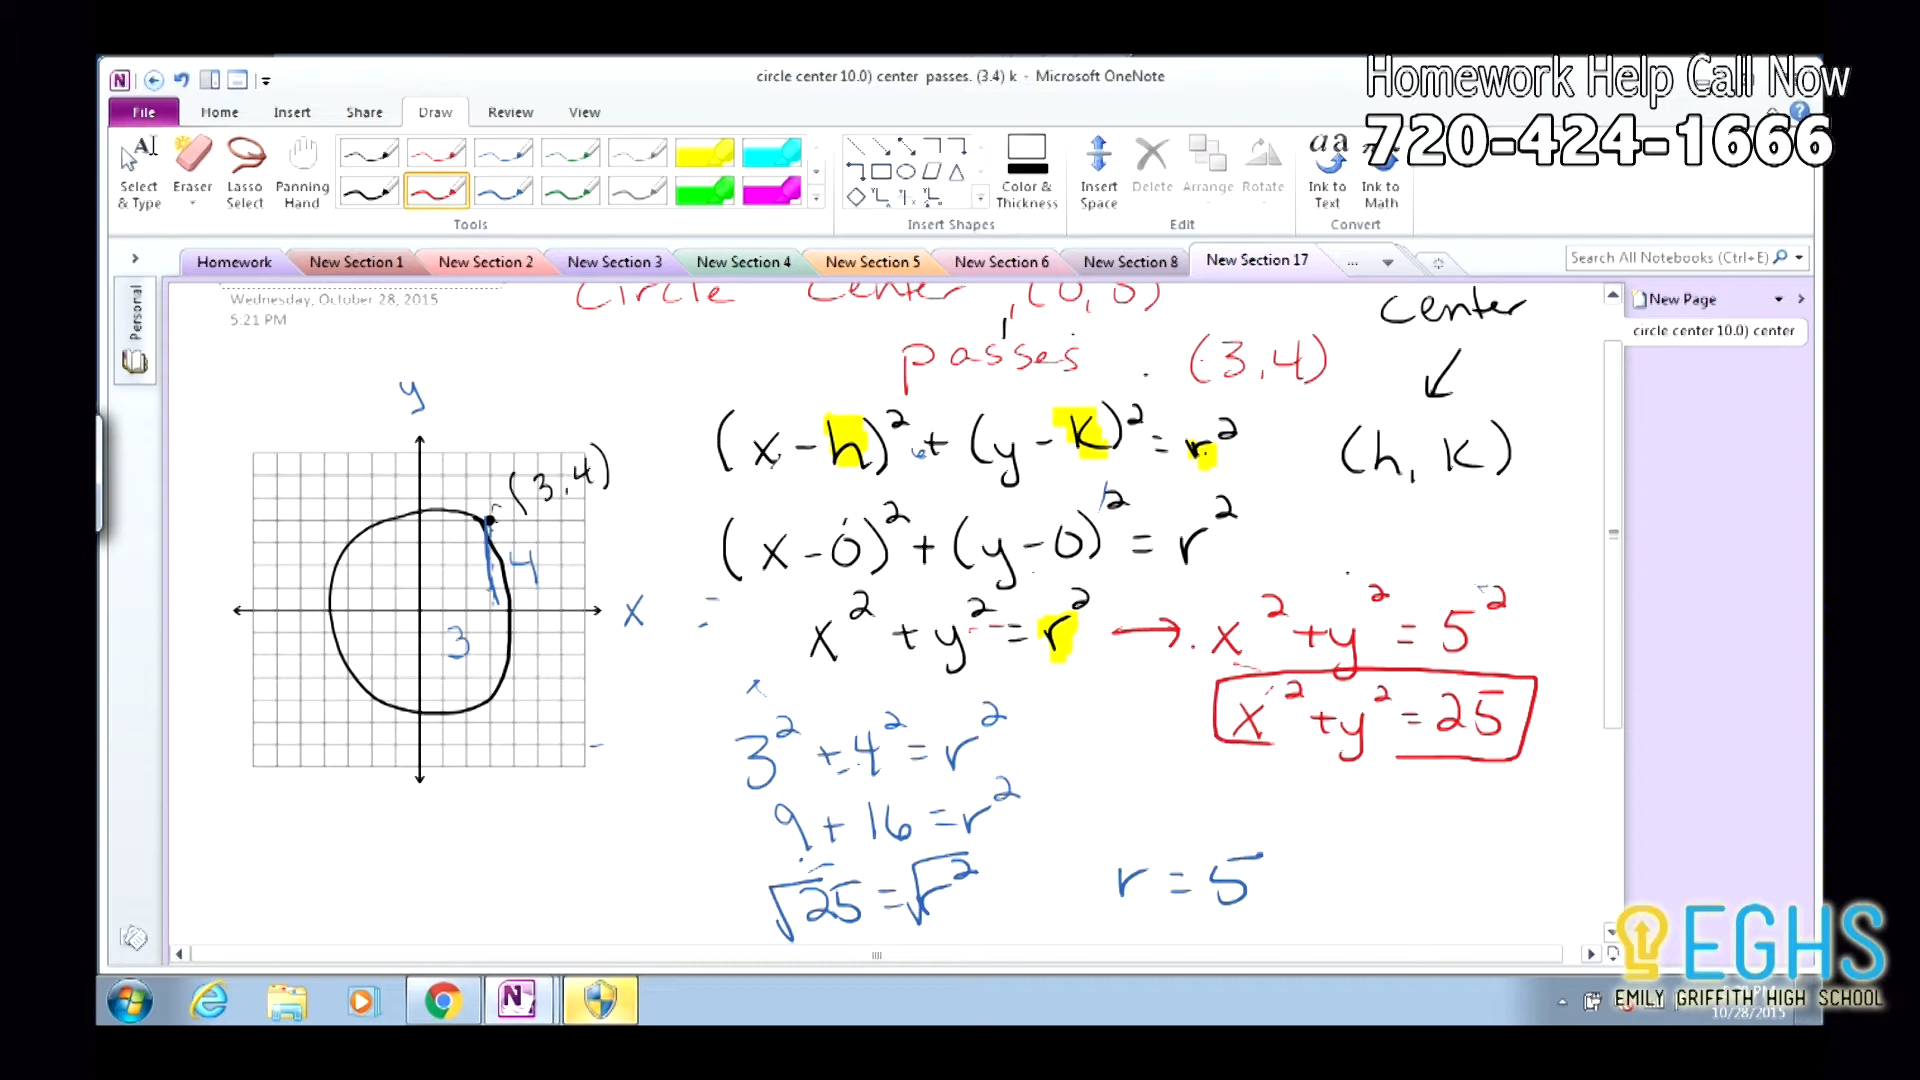 circle center 10.0) center passes. (3.4) k - Microsoft OneNote
Homework Help Call Now
720-424-1666
File Home Insert Share Draw Review View
Select & Type
Eraser
Lasso Select
Panning Hand
Color & Thickness
Insert Space
Delete
Arrange
Rotate
Ink to Text
Ink to Math
Tools
Insert Shapes
Edit
Convert
Homework New Section 1 New Section 2 New Section 3 New Section 4 New Section 5 New Section 6 New Section 8 New Section 17 ...
Search All Notebooks (Ctrl+E)
Personal
Wednesday, October 28, 2015
5:21 PM
New Page
circle center 10.0) center
Circle Center, (0,0)
passes (3,4)
center
(h, k)
y
(3,4)
4
3
x
(x - h)² + (y - k)² = r²
(x - 0)² + (y - 0)² = r²
x² + y² = r² → x² + y² = 5²
x² + y² = 25
3² + 4² = r²
9 + 16 = r²
√25 = √r² r = 5
EGHS
EMILY GRIFFITH HIGH SCHOOL
10/28/2015